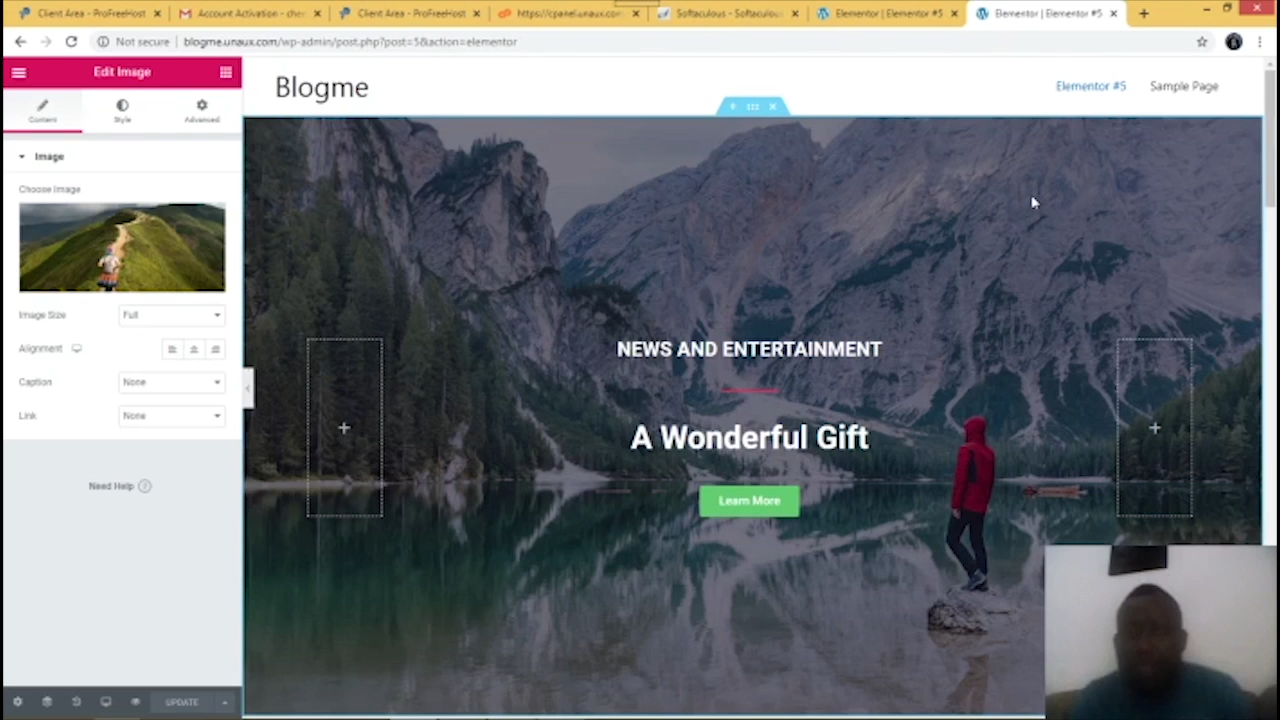 Client Area - ProFreeHost
Account Activation - che
Client Area - ProFreeHost
https://cpanel.unaux.com
Softaculous - Softaculou
Elementor | Elementor #5
Elementor | Elementor #5
Not secure | blogme.unaux.com/wp-admin/post.php?post=5&action=elementor
Edit Image
Content
Style
Advanced
Image
Choose Image
Image Size
Full
Alignment
Caption
None
Link
None
Need Help
UPDATE
Blogme
Elementor #5
Sample Page
NEWS AND ENTERTAINMENT
A Wonderful Gift
Learn More